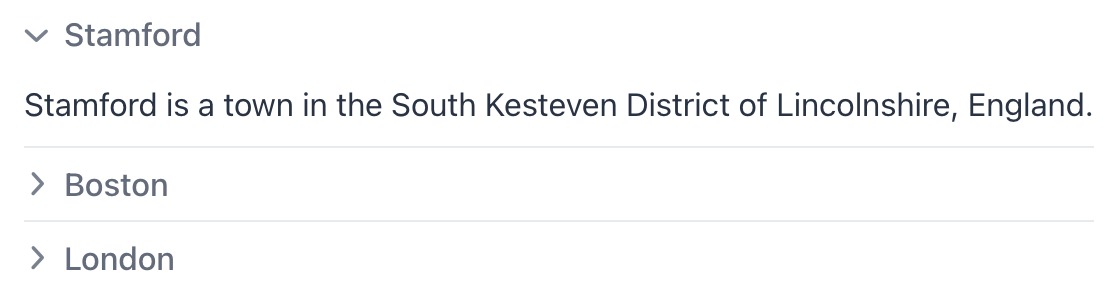 Stamford
Stamford is a town in the South Kesteven District of Lincolnshire, England.
Boston
London